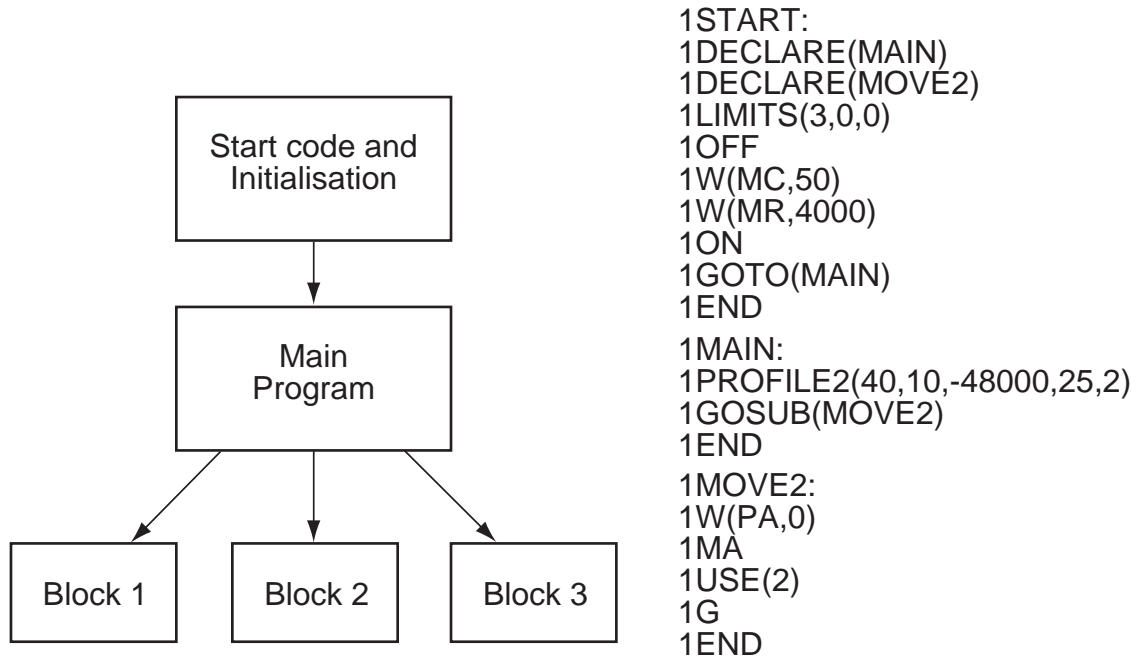 Start code and
Initialisation
Main
Program
Block 1
Block 2
Block 3
1START:
1DECLARE(MAIN)
1DECLARE(MOVE2)
1LIMITS(3,0,0)
1OFF
1W(MC,50)
1W(MR,4000)
1ON
1GOTO(MAIN)
1END
1MAIN:
1PROFILE2(40,10,-48000,25,2)
1GOSUB(MOVE2)
1END
1MOVE2:
1W(PA,0)
1MA
1USE(2)
1G
1END